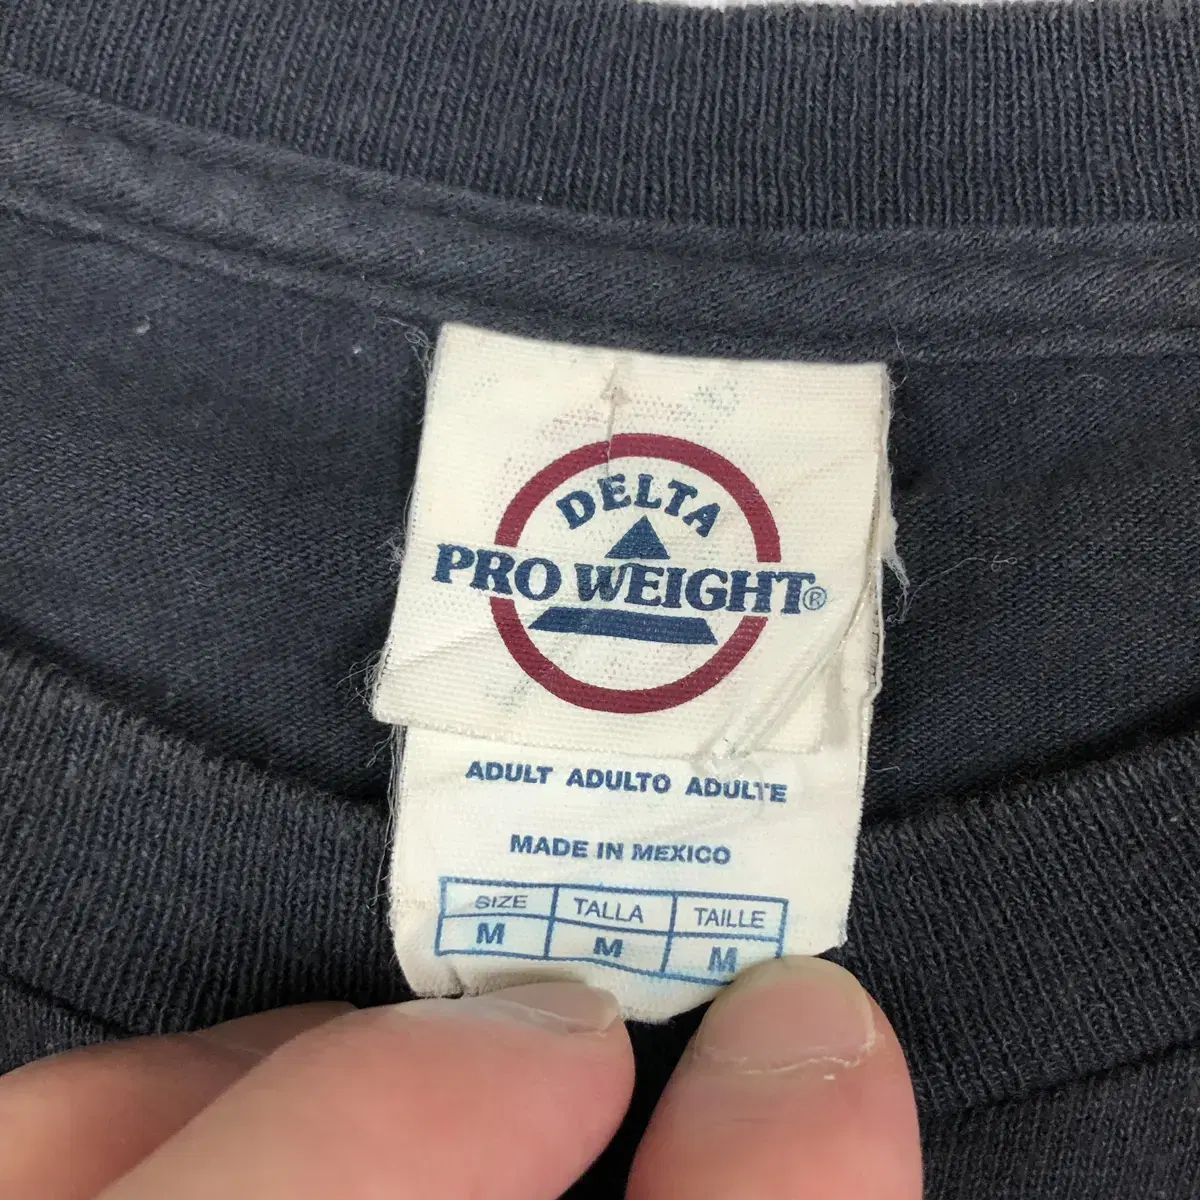 DELTA
PRO WEIGHT®
ADULT ADULTO ADULTE
MADE IN MEXICO
SIZE TALLA TAILLE
M M M